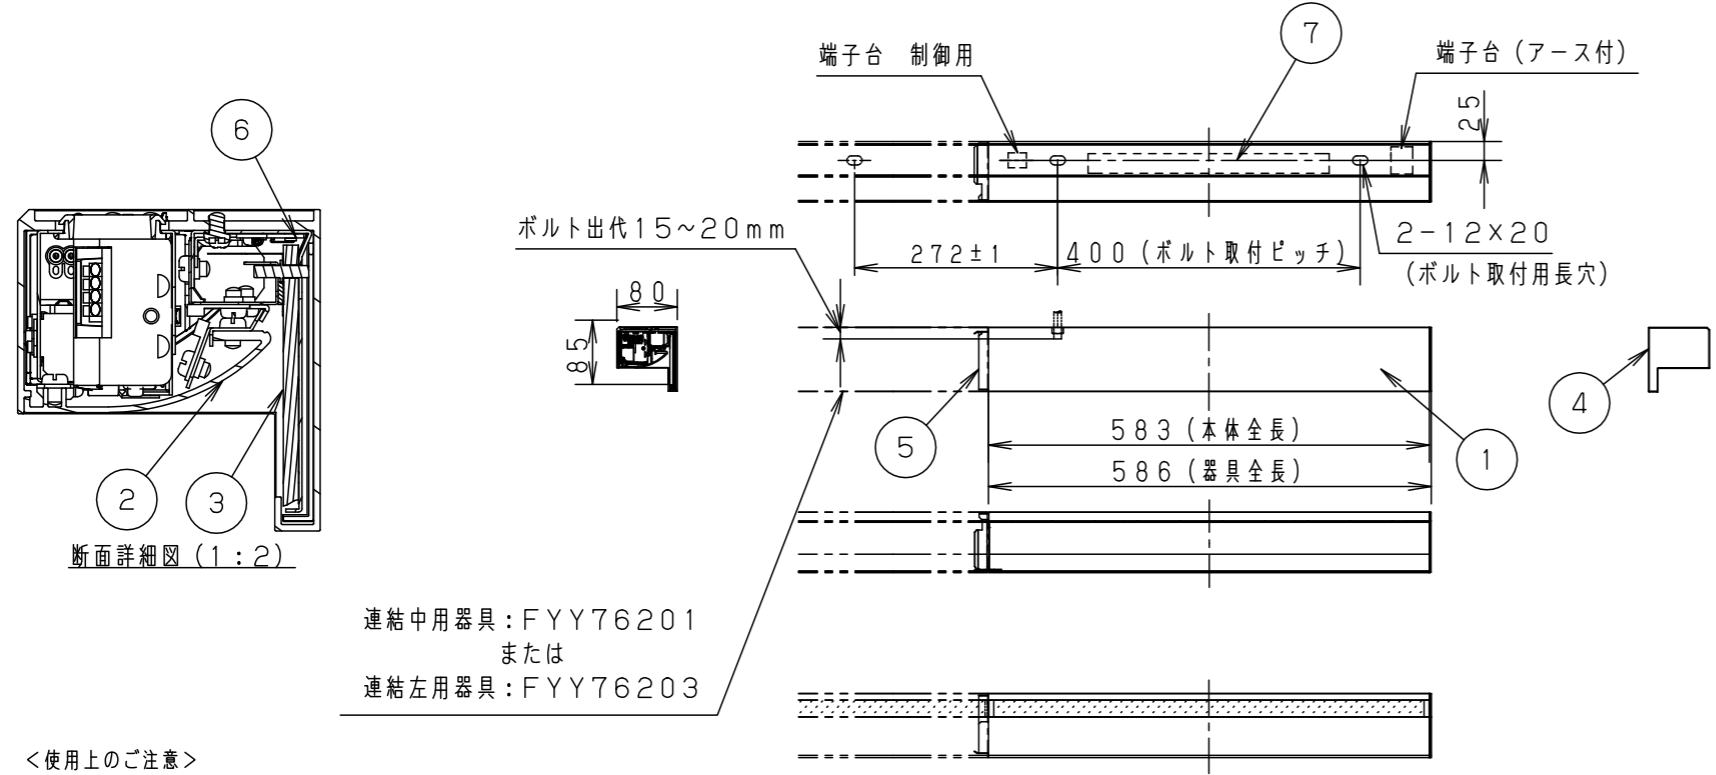 ⑦
端子台 制御用
端子台（アース付）
25
⑥
ボルト出代15～20mm
272±1
400（ボルト取付ピッチ）
2-12×20
（ボルト取付用長穴）
80
85
④
⑤
583（本体全長）
①
586（器具全長）
②
③
断面詳細図（1：2）
連結中用器具：FYY76201
または
連結左用器具：FYY76203
＜使用上のご注意＞